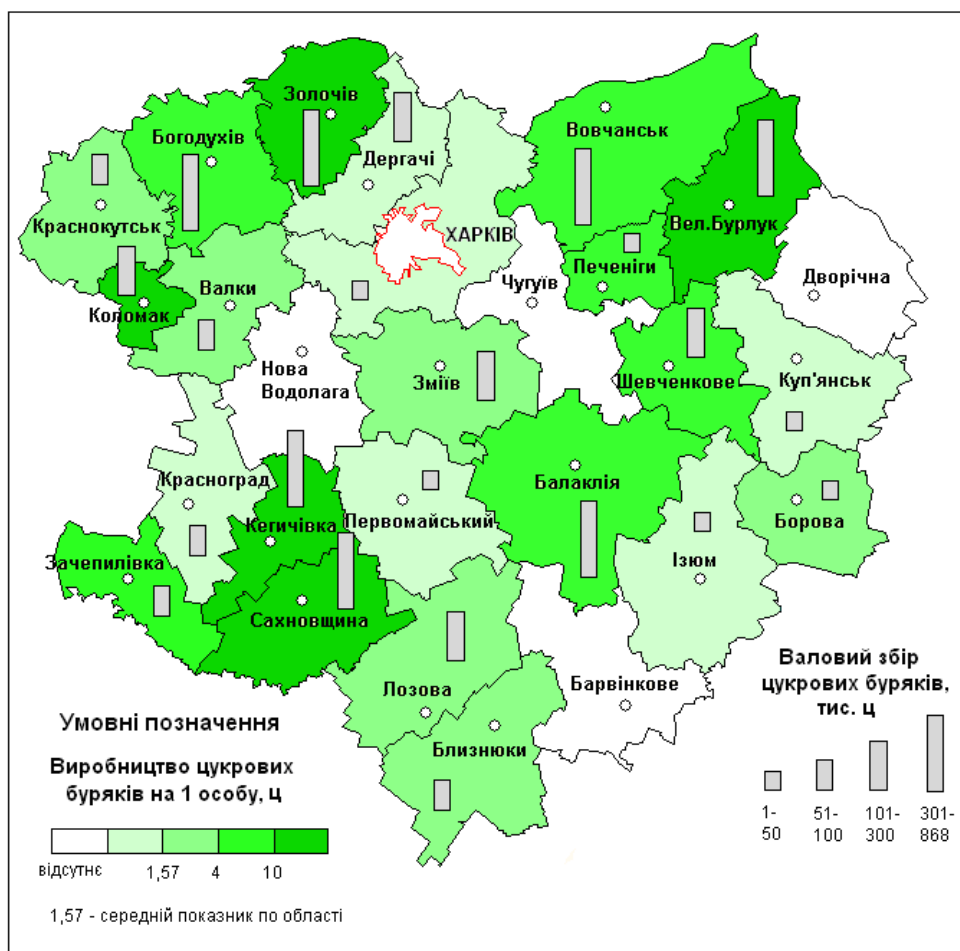 Золочів
Вовчанськ
Богодухів
Дергачі
Краснокутськ
Вел.Бурлук
ХАРКІВ
Печеніги
Чугуїв
Дворічна
Валки
Коломак
Нова
Водолага
Зміїв
Шевченкове
Куп'янськ
Красноград
Балаклія
Борова
Кегичівка
Первомайський
Зачепилівка
Ізюм
Сахновщина
Лозова
Барвінкове
Близнюки
Умовні позначення
Виробництво цукрових
буряків на 1 особу, ц
відсутнє 1,57 4 10
1,57 - середній показник по області
Валовий збір
цукрових буряків,
тис. ц
1- 51- 101- 301-
50 100 300 868